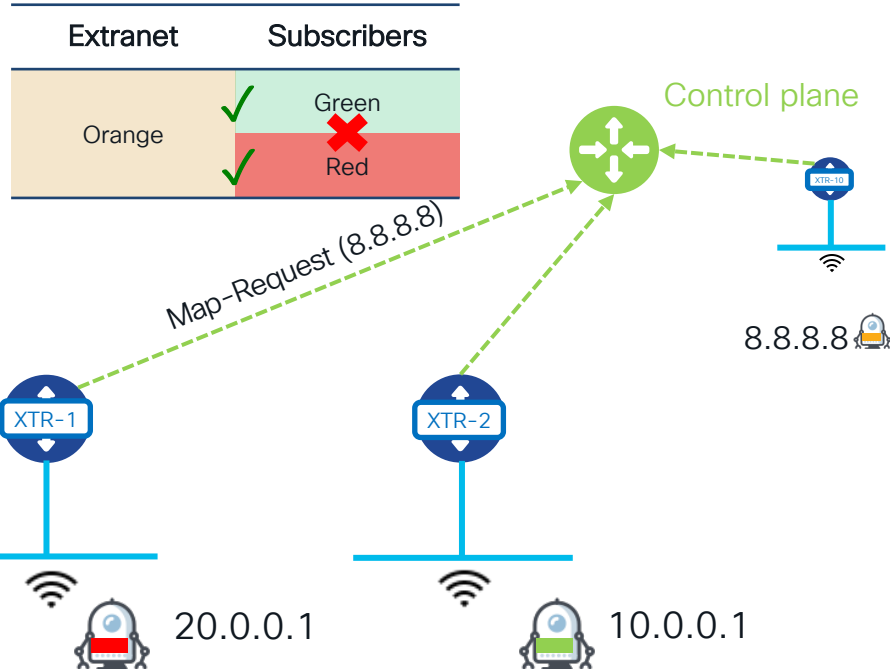 Extranet Subscribers
Green
Orange
Red
Control plane
XTR-10
Map-Request (8.8.8.8)
8.8.8.8
XTR-1
XTR-2
20.0.0.1
10.0.0.1